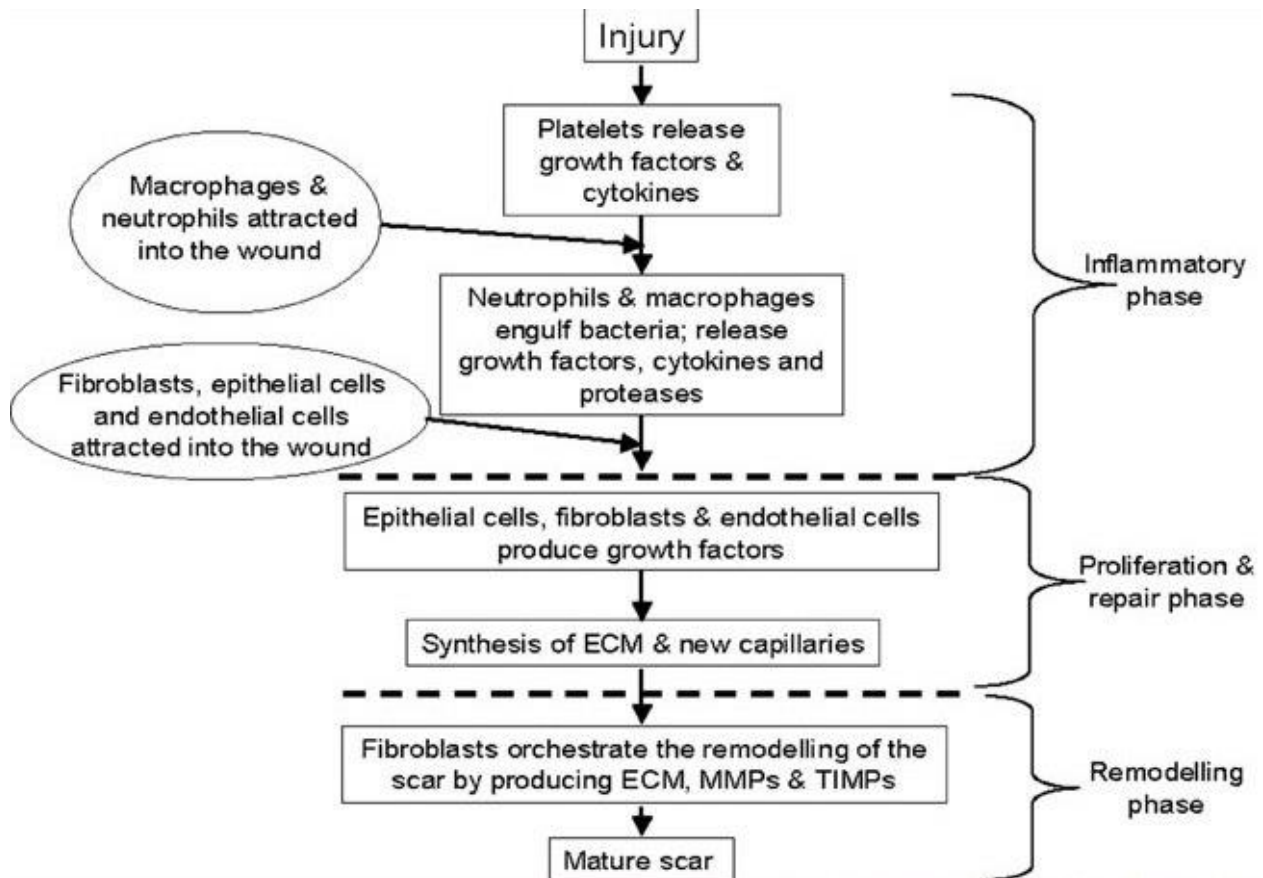 Injury
Platelets release
growth factors &
cytokines
Macrophages &
neutrophils attracted
into the wound
Inflammatory
phase
Neutrophils & macrophages
engulf bacteria; release
growth factors, cytokines and
proteases
Fibroblasts, epithelial cells
and endothelial cells
attracted into the wound
Epithelial cells, fibroblasts & endothelial cells
produce growth factors
Proliferation &
repair phase
Synthesis of ECM & new capillaries
Fibroblasts orchestrate the remodelling of the
scar by producing ECM, MMPs & TIMPs
Remodelling
phase
Mature scar